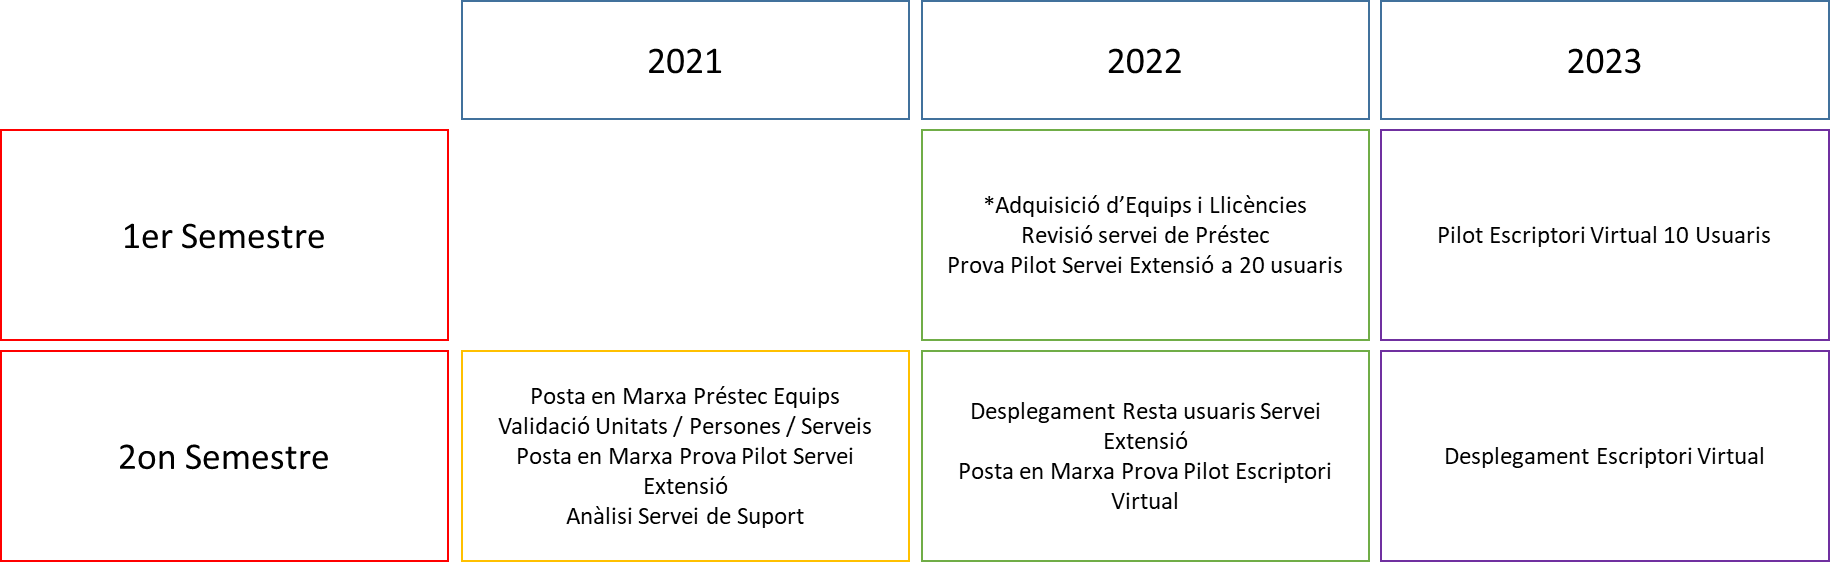 2021
2022
2023
1er Semestre
*Adquisició d’Equips i Llicències
Revisió servei de Préstec
Prova Pilot Servei Extensió a 20 usuaris
Pilot Escriptori Virtual 10 Usuaris
2on Semestre
Posta en Marxa Préstec Equips
Validació Unitats / Persones / Serveis
Posta en Marxa Prova Pilot Servei
Extensió
Anàlisi Servei de Suport
Desplegament Resta usuaris Servei
Extensió
Posta en Marxa Prova Pilot Escriptori
Virtual
Desplegament Escriptori Virtual